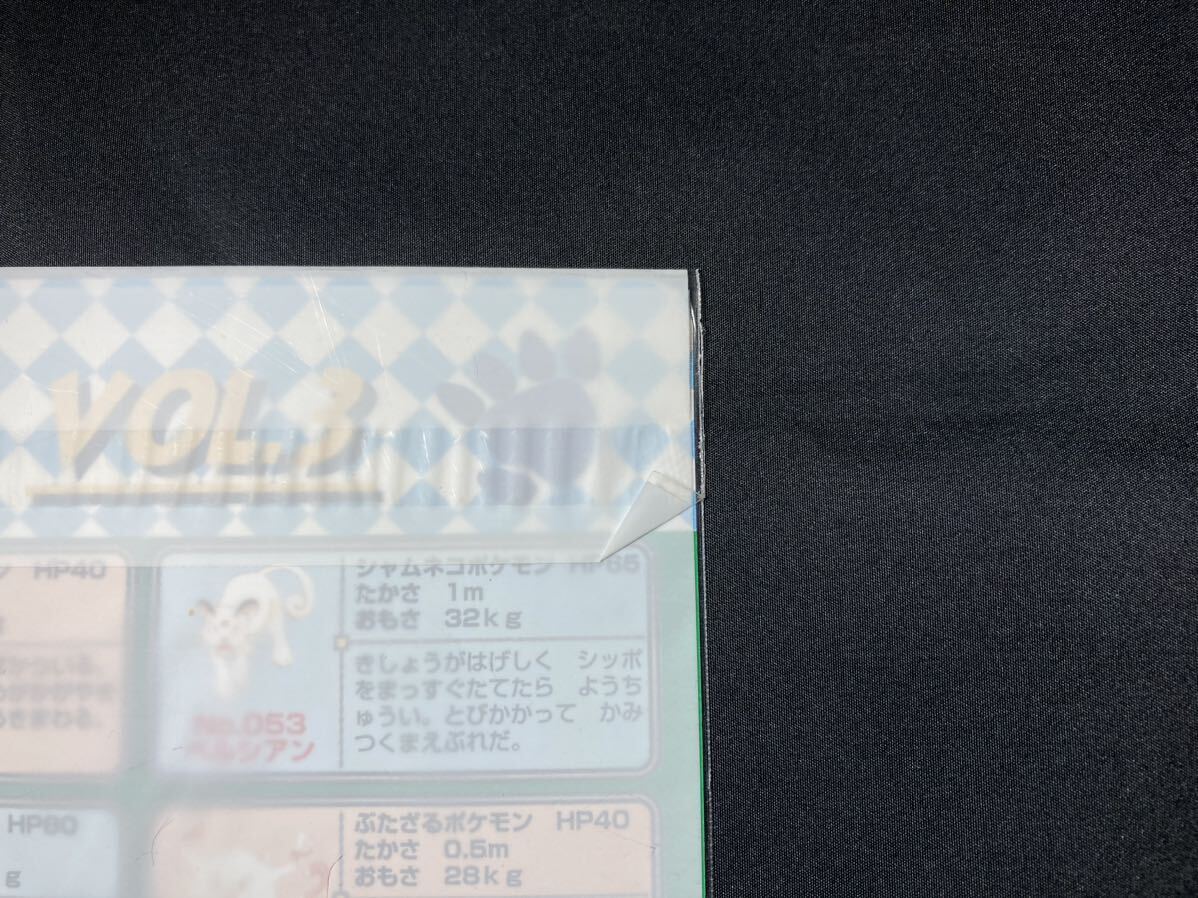 VOL.3
ン HP40
シャムネコポケモン HP65
たかさ 1m
おもさ 32kg
きしょうがはげしく シッポ
をまっすぐたてたら ようち
ゅうい。とびかかって かみ
つくまえぶれだ。
No.053
ペルシアン
HP60
g
ぶたざるポケモン HP40
たかさ 0.5m
おもさ 28kg